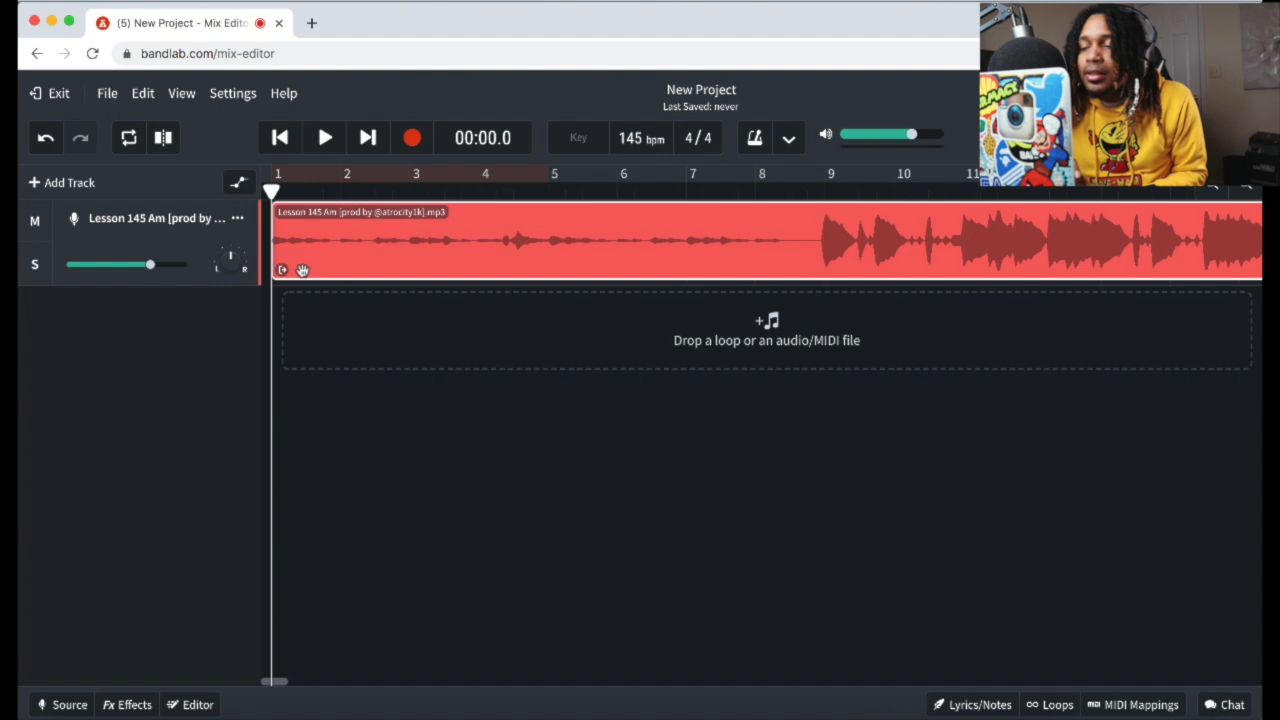 (5) New Project - Mix Edito
bandlab.com/mix-editor
Exit File Edit View Settings Help
New Project
Last Saved: never
00:00.0 Key 145 bpm 4/4
1 2 3 4 5 6 7 8 9 10 11
+ Add Track
M Lesson 145 Am [prod by ... •••
S L R
Lesson 145 Am [prod by @atrocity1k].mp3
Drop a loop or an audio/MIDI file
Source Fx Effects Editor Lyrics/Notes Loops MIDI Mappings Chat